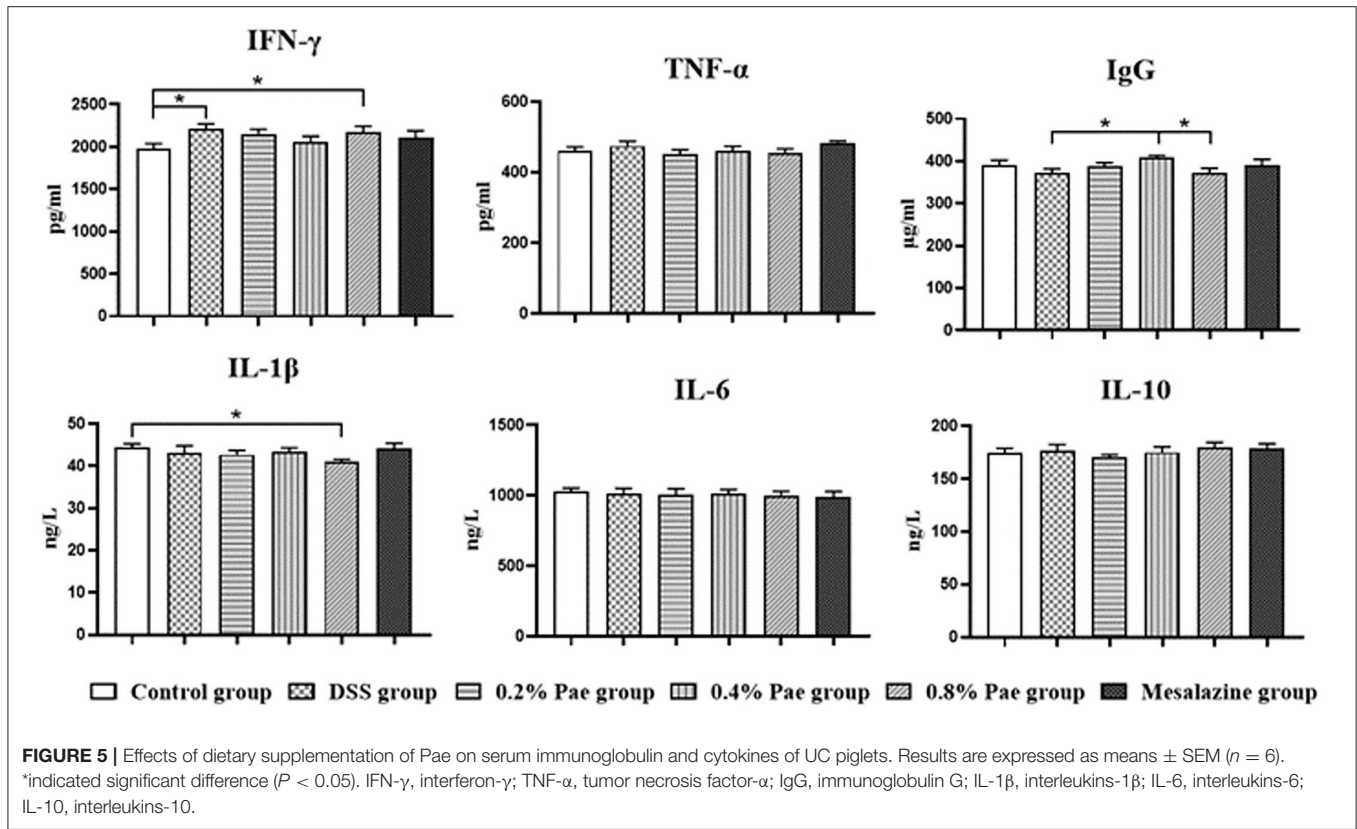 IFN-γ
*
*
2500
2000
1500
1000
500
0
pg/ml
TNF-α
600
400
200
0
pg/ml
IgG
*
*
500
400
300
200
100
0
μg/ml
IL-1β
*
50
40
30
20
10
0
ng/L
IL-6
1500
1000
500
0
ng/L
IL-10
200
150
100
50
0
ng/L
Control group DSS group 0.2% Pae group 0.4% Pae group 0.8% Pae group Mesalazine group
FIGURE 5 | Effects of dietary supplementation of Pae on serum immunoglobulin and cytokines of UC piglets. Results are expressed as means ± SEM (n = 6).
*indicated significant difference (P < 0.05). IFN-γ, interferon-γ; TNF-α, tumor necrosis factor-α; IgG, immunoglobulin G; IL-1β, interleukins-1β; IL-6, interleukins-6;
IL-10, interleukins-10.